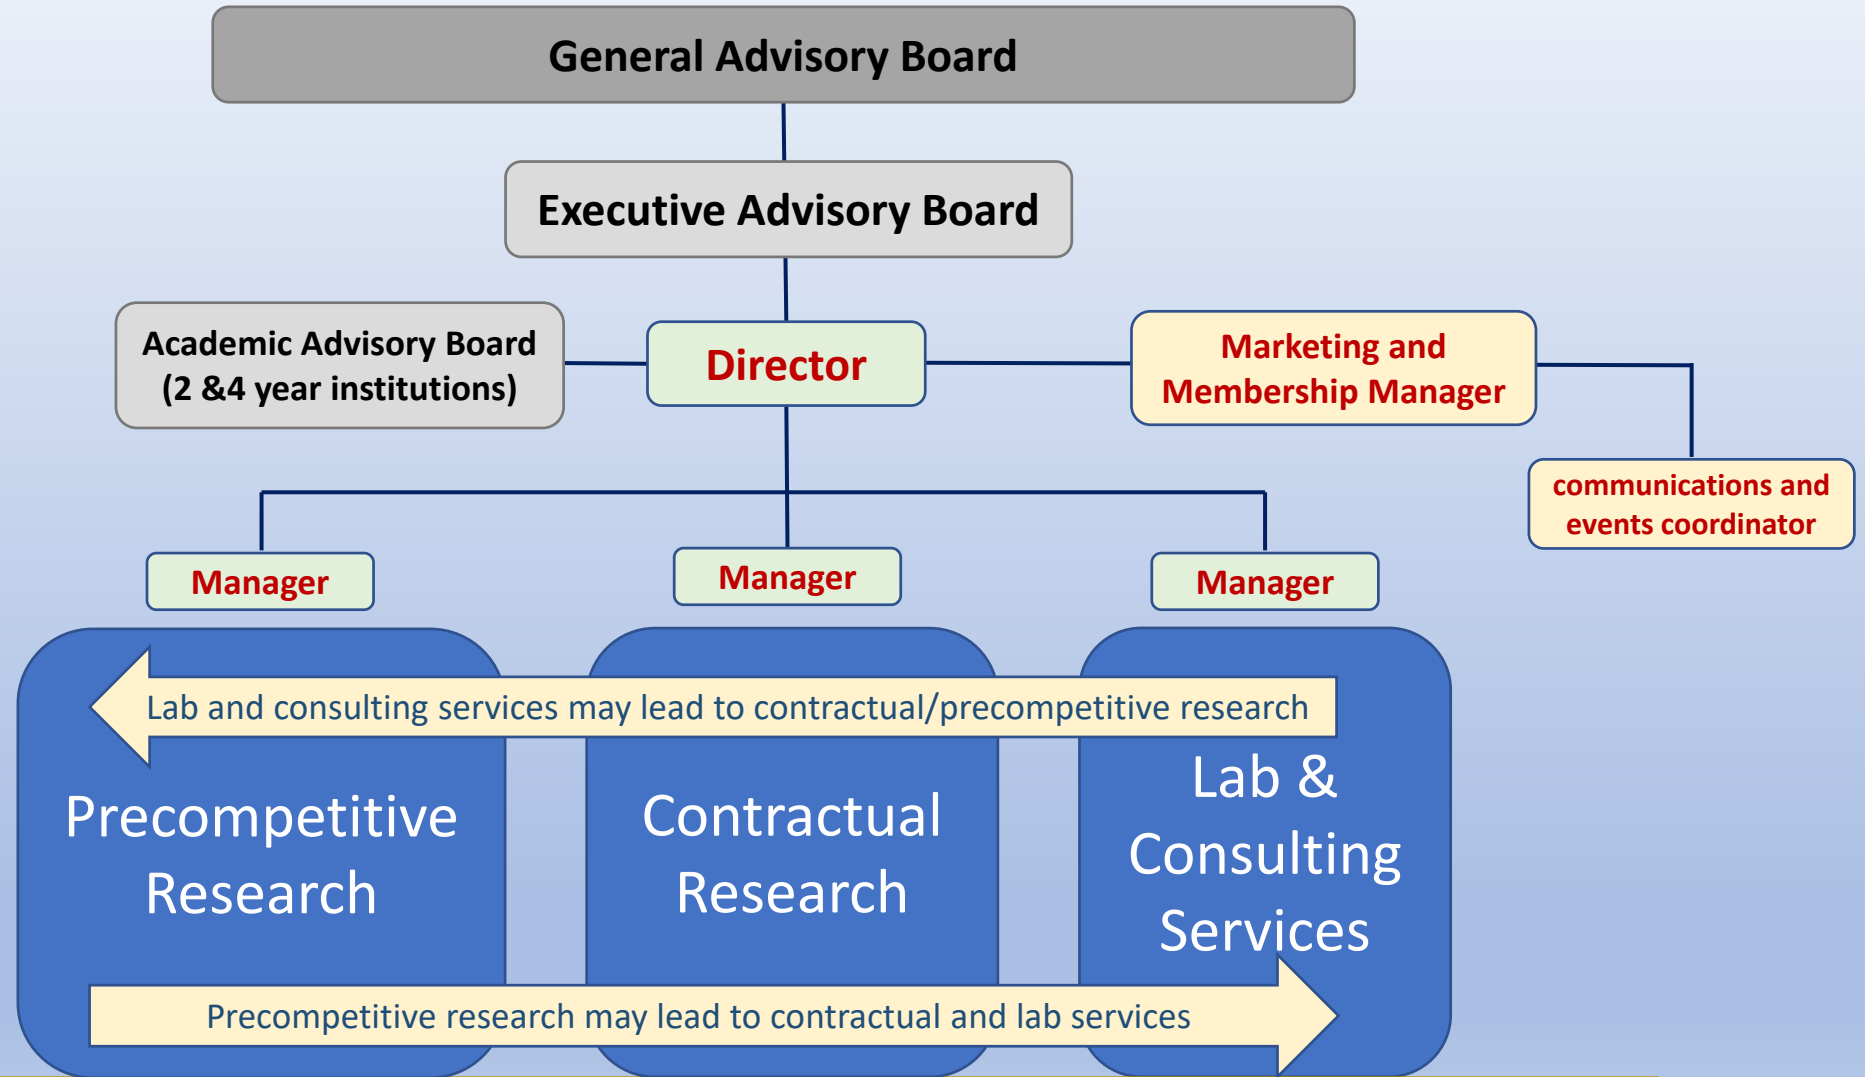 General Advisory Board
Executive Advisory Board
Academic Advisory Board
(2 &4 year institutions)
Director
Marketing and
Membership Manager
communications and
events coordinator
Manager
Manager
Manager
Lab and consulting services may lead to contractual/precompetitive research
Precompetitive
Research
Contractual
Research
Lab &
Consulting
Services
Precompetitive research may lead to contractual and lab services